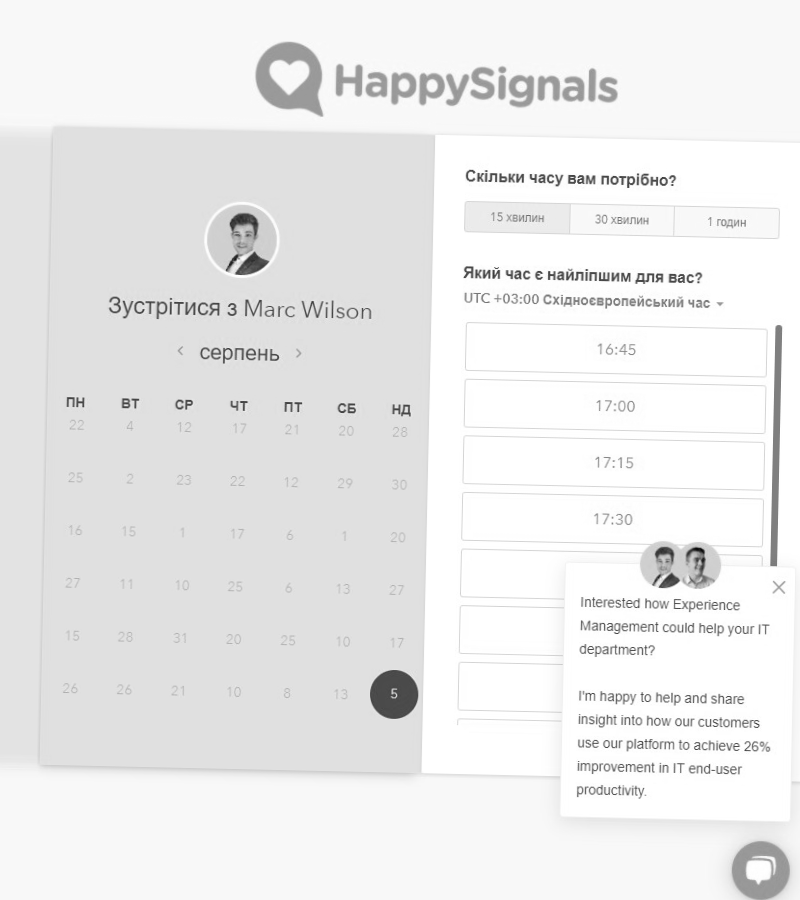 HappySignals
Зустрітися з Marc Wilson
серпень
ПН ВТ СР ЧТ ПТ СБ НД
22 4 12 17 21 20 28
25 2 23 22 12 29 30
16 15 1 17 6 1 20
27 11 10 25 6 13 27
15 28 31 20 25 10 17
26 26 21 10 8 13 5
Скільки часу вам потрібно?
15 хвилин 30 хвилин 1 годин
Який час є найліпшим для вас?
UTC +03:00 Східноєвропейський час
16:45
17:00
17:15
17:30
Interested how Experience
Management could help your IT
department?
I'm happy to help and share
insight into how our customers
use our platform to achieve 26%
improvement in IT end-user
productivity.